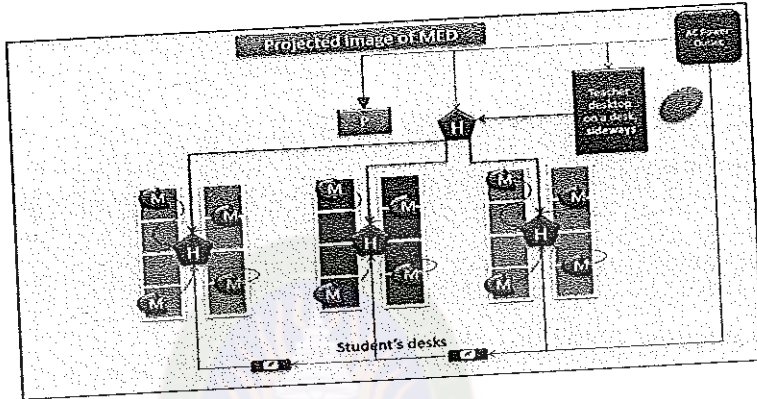 Projected image of MED
AC Power
Outlet
Teacher
desktop
on a desk
sideways
H
M
M
M
M
H
M
M
M
M
H
M
M
M
M
H
Student's desks